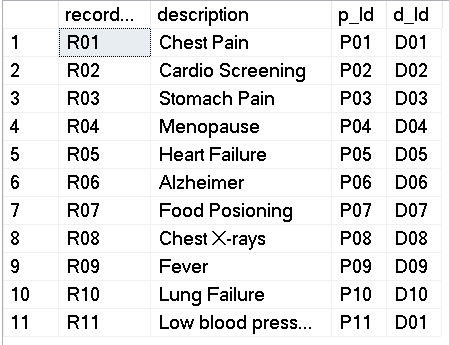 record... description p_Id d_Id
1 R01 Chest Pain P01 D01
2 R02 Cardio Screening P02 D02
3 R03 Stomach Pain P03 D03
4 R04 Menopause P04 D04
5 R05 Heart Failure P05 D05
6 R06 Alzheimer P06 D06
7 R07 Food Posioning P07 D07
8 R08 Chest X-rays P08 D08
9 R09 Fever P09 D09
10 R10 Lung Failure P10 D10
11 R11 Low blood press... P11 D01